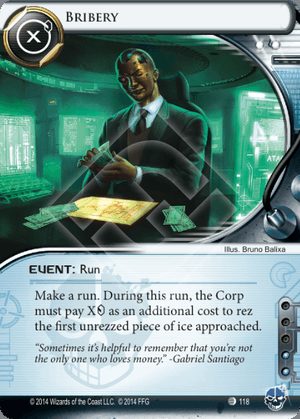 X
BRIBERY
Illus. Bruno Balixa
EVENT: Run
Make a run. During this run, the Corp
must pay X as an additional cost to rez
the first unrezzed piece of ice approached.
"Sometimes it's helpful to remember that you're not
the only one who loves money." -Gabriel Santiago
© 2014 Wizards of the Coast LLC. © 2014 FFG
118